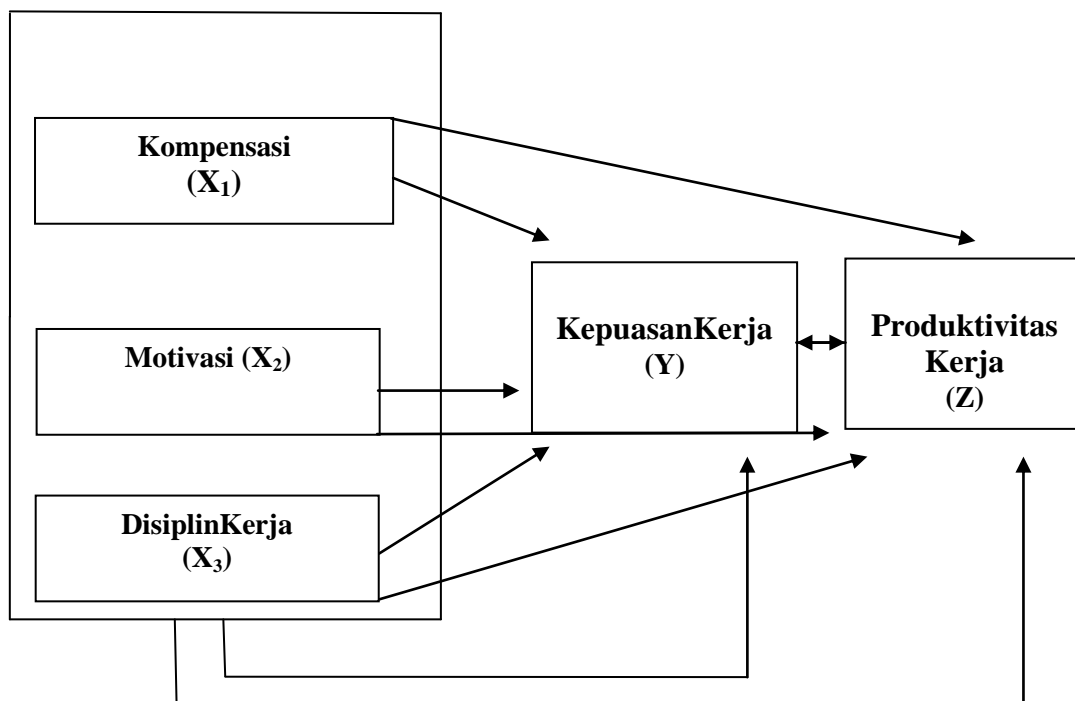 Kompensasi
(X₁)
Motivasi (X₂)
DisiplinKerja
(X₃)
KepuasanKerja
(Y)
Produktivitas
Kerja
(Z)